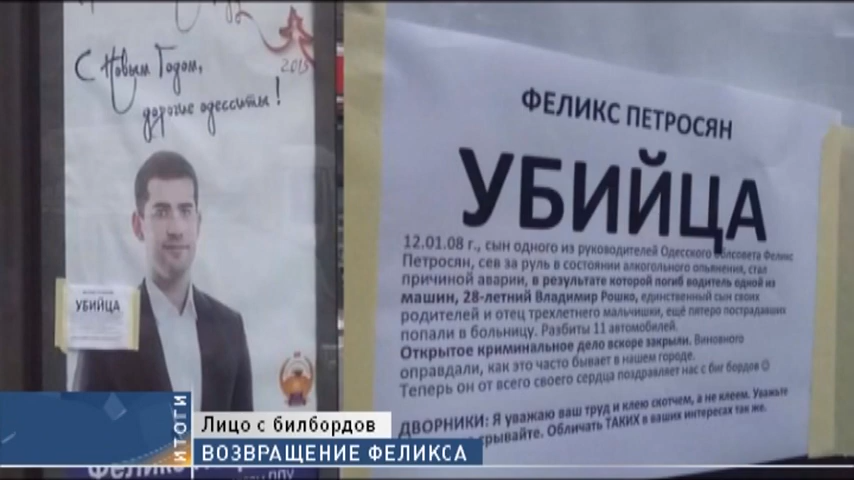 С Новым Годом,
2015
дорогие одесситы!
УБИЙЦА
ФЕЛИКС ПЕТРОСЯН
УБИЙЦА
12.01.08 г., сын одного из руководителей Одесского облсовета Феликс
Петросян, сев за руль в состоянии алкогольного опьянения, стал
причиной аварии, в результате которой погиб водитель одной из
машин, 28-летний Владимир Рошко, единственный сын своих
родителей и отец трехлетнего мальчишки, ещё пятеро пострадавших
попали в больницу. Разбиты 11 автомобилей.
Открытое криминальное дело вскоре закрыли. Виновного
оправдали, как это часто бывает в нашем городе.
Теперь он от всего своего сердца поздравляет нас с биг бордов ☺
ДВОРНИКИ: Я уважаю ваш труд и клею скотчем, а не клеем. Уважьте
срывайте. Обличать ТАКИХ в ваших интересах так же.
ИТОГИ
Лицо с билбордов
ВОЗВРАЩЕНИЕ ФЕЛИКСА